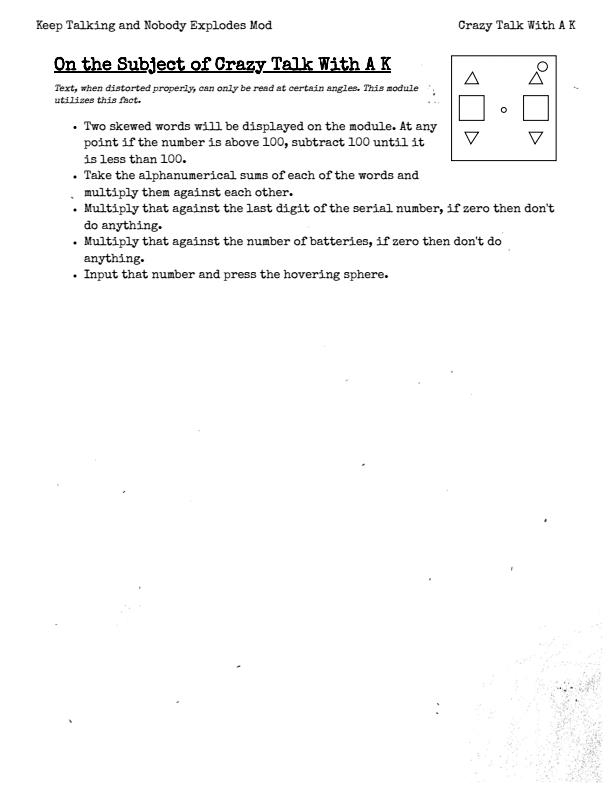 Keep Talking and Nobody Explodes Mod Crazy Talk With A K
On the Subject of Crazy Talk With A K
Text, when distorted properly, can only be read at certain angles. This module
utilizes this fact.
• Two skewed words will be displayed on the module. At any
point if the number is above 100, subtract 100 until it
is less than 100.
• Take the alphanumerical sums of each of the words and
multiply them against each other.
• Multiply that against the last digit of the serial number, if zero then don't
do anything.
• Multiply that against the number of batteries, if zero then don't do
anything.
• Input that number and press the hovering sphere.